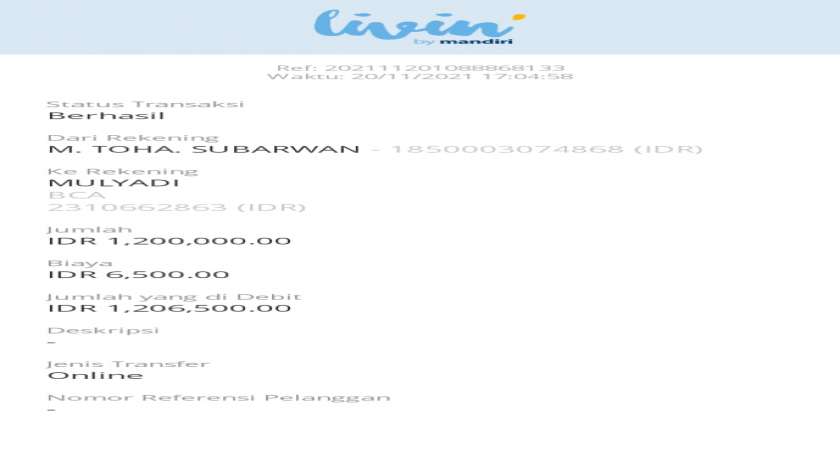 livin'
by mandiri
Ref: 2021112010888868133
Waktu: 20/11/2021 17:04:58
Status Transaksi
Berhasil
Dari Rekening
M. TOHA. SUBARWAN - 1850003074868 (IDR)
Ke Rekening
MULYADI
BCA
2310662863 (IDR)
Jumlah
IDR 1,200,000.00
Biaya
IDR 6,500.00
Jumlah yang di Debit
IDR 1,206,500.00
Deskripsi
-
Jenis Transfer
Online
Nomor Referensi Pelanggan
-